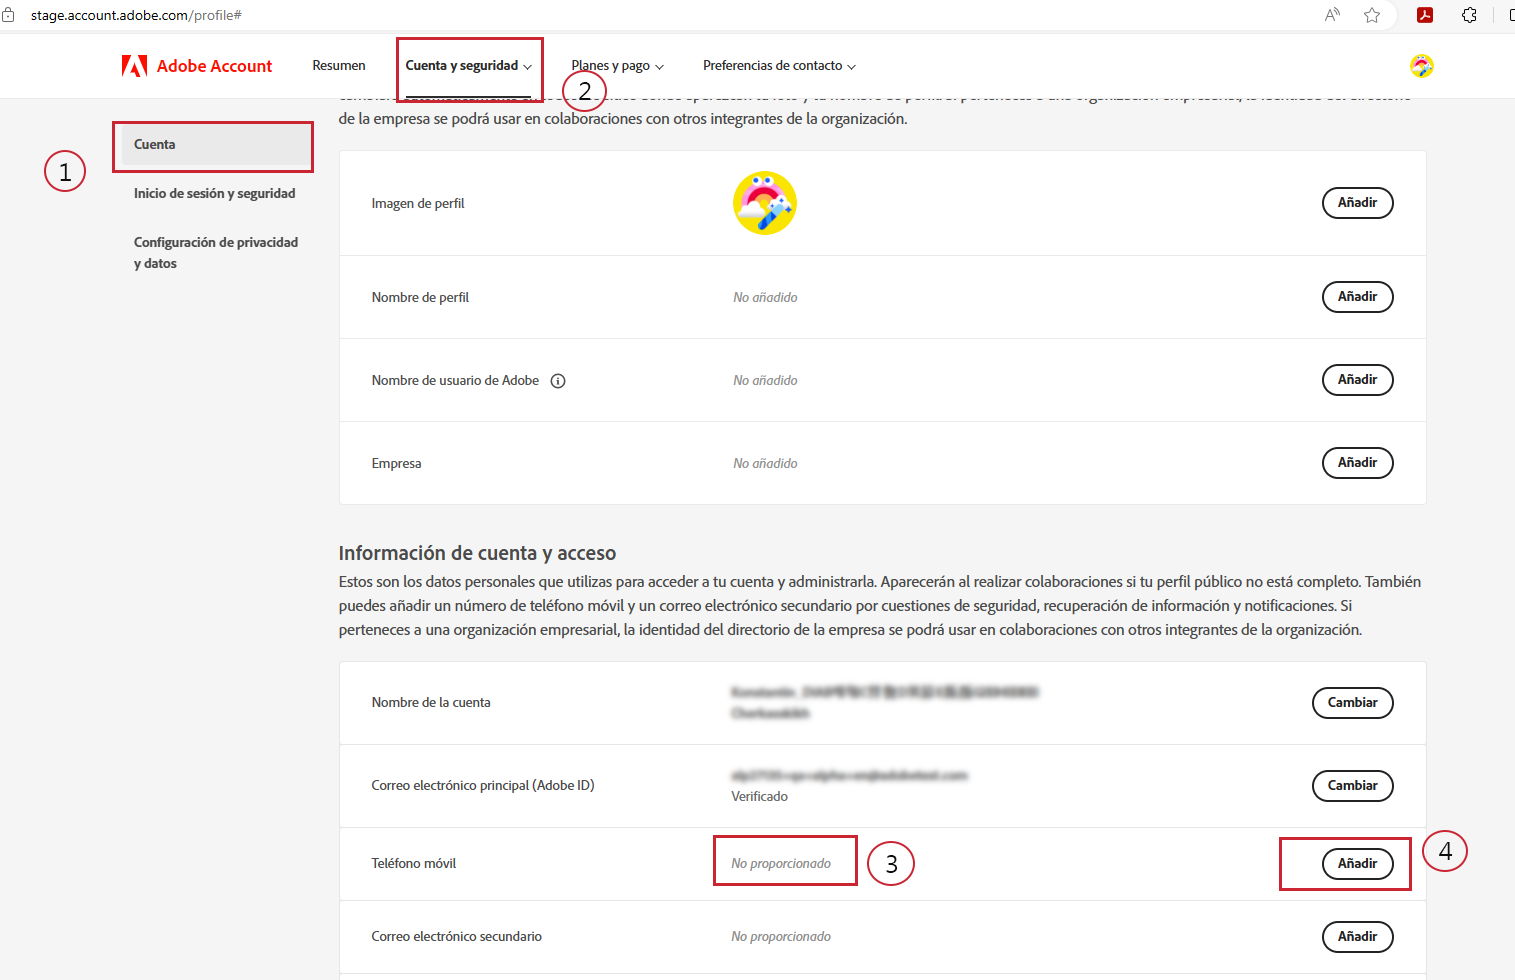 stage.account.adobe.com/profile#
Adobe Account
Resumen
Cuenta y seguridad
Planes y pago
Preferencias de contacto
2
de la empresa se podrá usar en colaboraciones con otros integrantes de la organización.
1
Cuenta
Inicio de sesión y seguridad
Configuración de privacidad
y datos
Imagen de perfil
Añadir
Nombre de perfil
No añadido
Añadir
Nombre de usuario de Adobe
No añadido
Añadir
Empresa
No añadido
Añadir
Información de cuenta y acceso
Estos son los datos personales que utilizas para acceder a tu cuenta y administrarla. Aparecerán al realizar colaboraciones si tu perfil público no está completo. También
puedes añadir un número de teléfono móvil y un correo electrónico secundario por cuestiones de seguridad, recuperación de información y notificaciones. Si
perteneces a una organización empresarial, la identidad del directorio de la empresa se podrá usar en colaboraciones con otros integrantes de la organización.
Nombre de la cuenta
Cambiar
Correo electrónico principal (Adobe ID)
Verificado
Cambiar
Teléfono móvil
No proporcionado
3
Añadir
4
Correo electrónico secundario
No proporcionado
Añadir